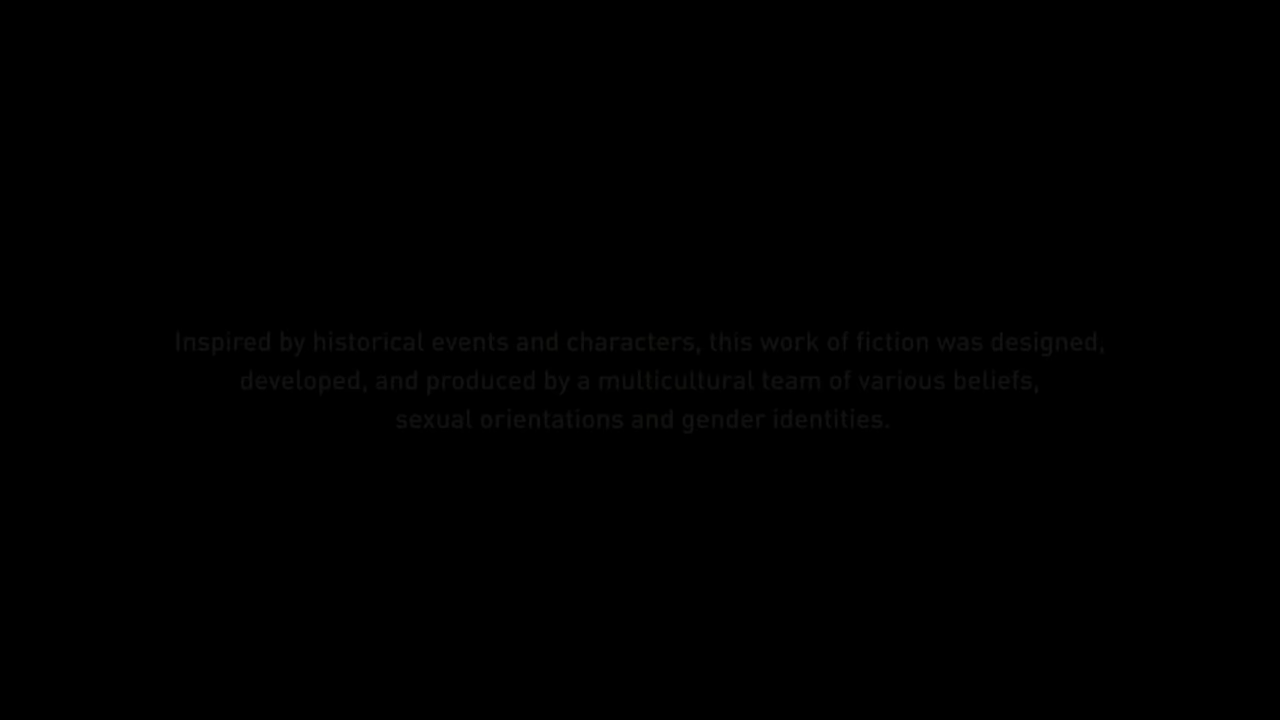 Inspired by historical events and characters, this work of fiction was designed,
developed, and produced by a multicultural team of various beliefs,
sexual orientations and gender identities.